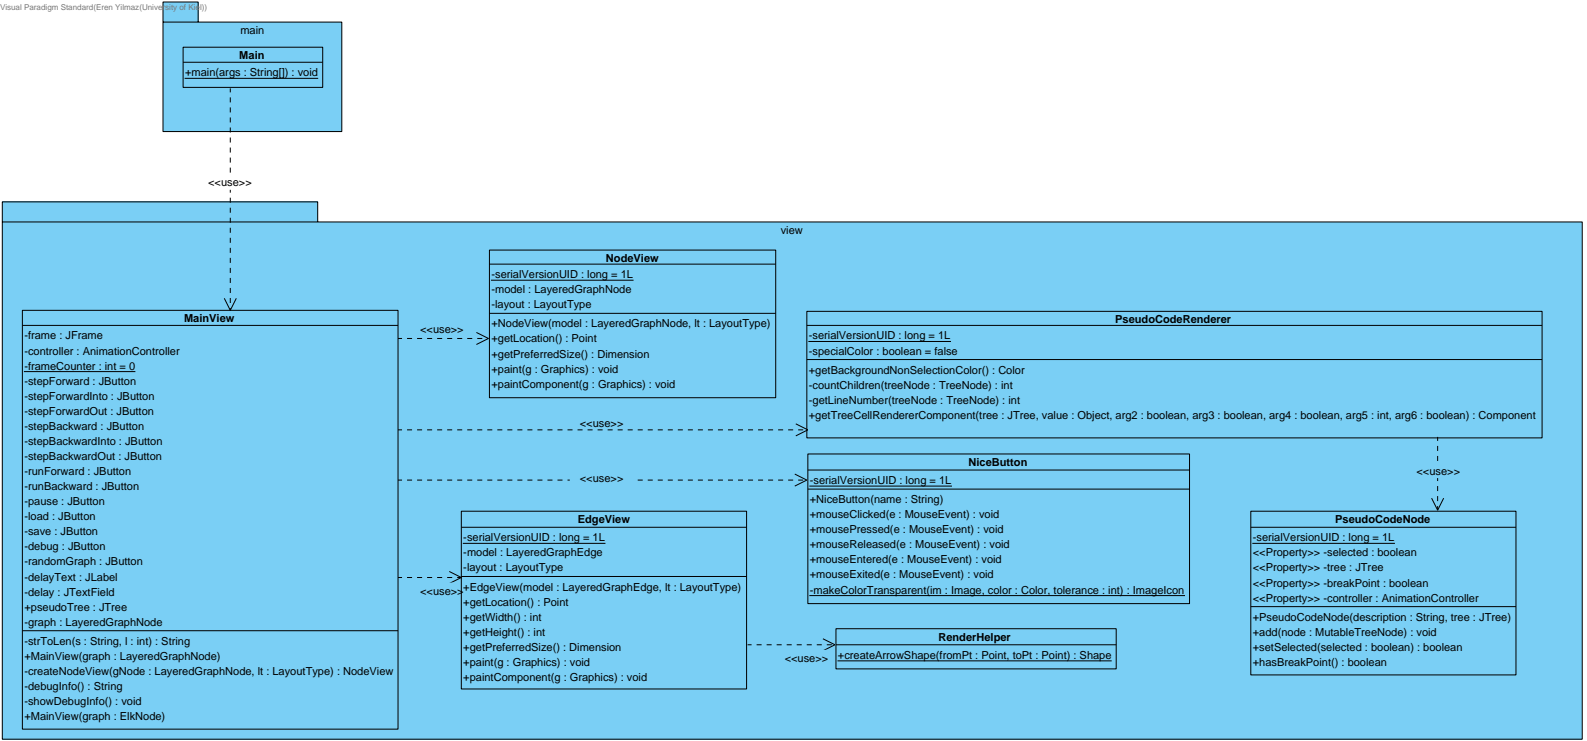 Visual Paradigm Standard(Eren Yilmaz(University of Kiel))
main
Main
+main(args : String[]) : void
<<use>>
view
NodeView
-serialVersionUID : long = 1L
-model : LayeredGraphNode
-layout : LayoutType
+NodeView(model : LayeredGraphNode, lt : LayoutType)
+getLocation() : Point
+getPreferredSize() : Dimension
+paint(g : Graphics) : void
+paintComponent(g : Graphics) : void
MainView
-frame : JFrame
-controller : AnimationController
-frameCounter : int = 0
-stepForward : JButton
-stepForwardInto : JButton
-stepForwardOut : JButton
-stepBackward : JButton
-stepBackwardInto : JButton
-stepBackwardOut : JButton
-runForward : JButton
-runBackward : JButton
-pause : JButton
-load : JButton
-save : JButton
-debug : JButton
-randomGraph : JButton
-delayText : JLabel
-delay : JTextField
+pseudoTree : JTree
-graph : LayeredGraphNode
-strToLen(s : String, l : int) : String
+MainView(graph : LayeredGraphNode)
-createNodeView(gNode : LayeredGraphNode, lt : LayoutType) : NodeView
-debugInfo() : String
-showDebugInfo() : void
+MainView(graph : ElkNode)
<<use>>
<<use>>
<<use>>
<<use>>
PseudoCodeRenderer
-serialVersionUID : long = 1L
-specialColor : boolean = false
+getBackgroundNonSelectionColor() : Color
-countChildren(treeNode : TreeNode) : int
-getLineNumber(treeNode : TreeNode) : int
+getTreeCellRendererComponent(tree : JTree, value : Object, arg2 : boolean, arg3 : boolean, arg4 : boolean, arg5 : int, arg6 : boolean) : Component
<<use>>
NiceButton
-serialVersionUID : long = 1L
+NiceButton(name : String)
+mouseClicked(e : MouseEvent) : void
+mousePressed(e : MouseEvent) : void
+mouseReleased(e : MouseEvent) : void
+mouseEntered(e : MouseEvent) : void
+mouseExited(e : MouseEvent) : void
-makeColorTransparent(im : Image, color : Color, tolerance : int) : ImageIcon
EdgeView
-serialVersionUID : long = 1L
-model : LayeredGraphEdge
-layout : LayoutType
+EdgeView(model : LayeredGraphEdge, lt : LayoutType)
+getLocation() : Point
+getWidth() : int
+getHeight() : int
+getPreferredSize() : Dimension
+paint(g : Graphics) : void
+paintComponent(g : Graphics) : void
<<use>>
RenderHelper
+createArrowShape(fromPt : Point, toPt : Point) : Shape
PseudoCodeNode
-serialVersionUID : long = 1L
<<Property>> -selected : boolean
<<Property>> -tree : JTree
<<Property>> -breakPoint : boolean
<<Property>> -controller : AnimationController
+PseudoCodeNode(description : String, tree : JTree)
+add(node : MutableTreeNode) : void
+setSelected(selected : boolean) : boolean
+hasBreakPoint() : boolean